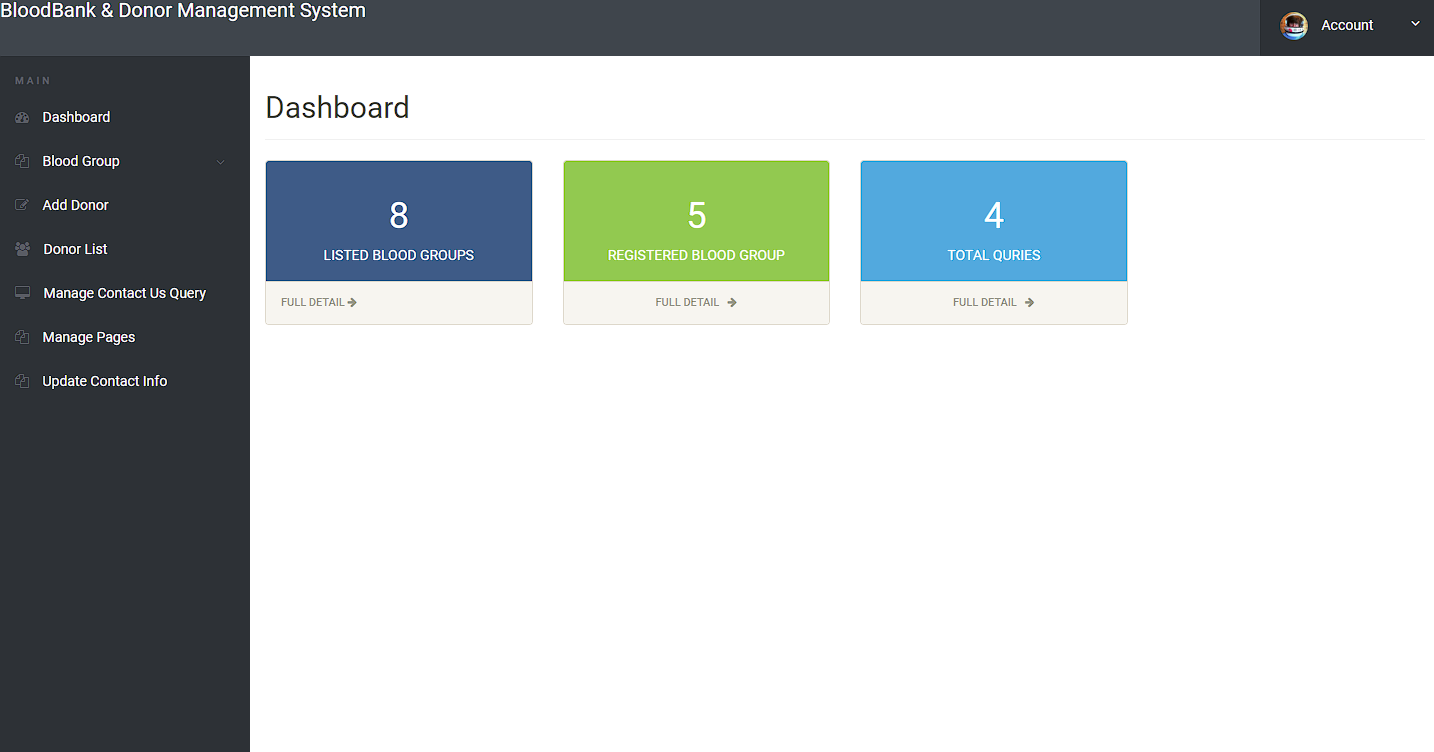 BloodBank & Donor Management System
Account
MAIN
Dashboard
Blood Group
Add Donor
Donor List
Manage Contact Us Query
Manage Pages
Update Contact Info
Dashboard
8
LISTED BLOOD GROUPS
FULL DETAIL
5
REGISTERED BLOOD GROUP
FULL DETAIL
4
TOTAL QURIES
FULL DETAIL